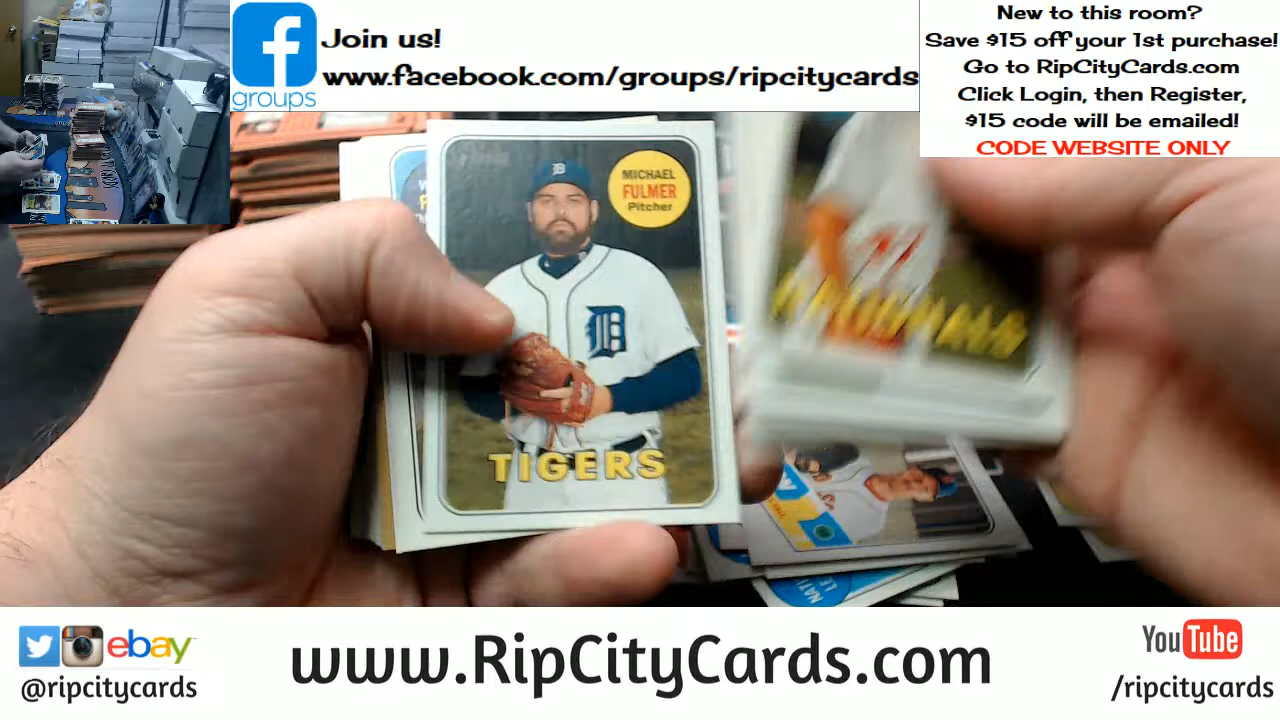 Join us!
www.facebook.com/groups/ripcitycards
groups
New to this room?
Save $15 off your 1st purchase!
Go to RipCityCards.com
Click Login, then Register,
$15 code will be emailed!
CODE WEBSITE ONLY
MICHAEL
FULMER
Pitcher
D
D
TIGERS
ebay
@ripcitycards
www.RipCityCards.com
YouTube
/ripcitycards